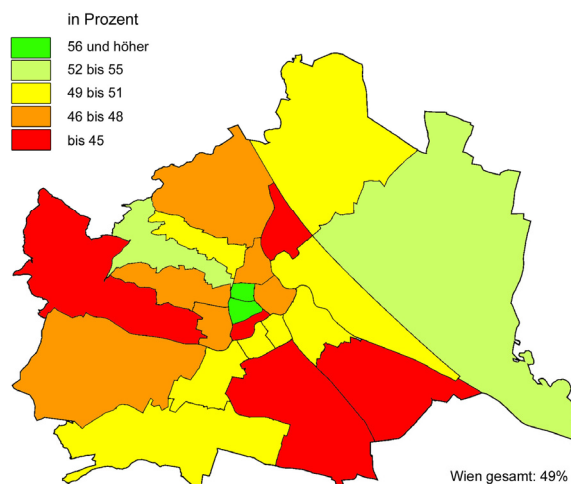 in Prozent
56 und höher
52 bis 55
49 bis 51
46 bis 48
bis 45
Wien gesamt: 49%